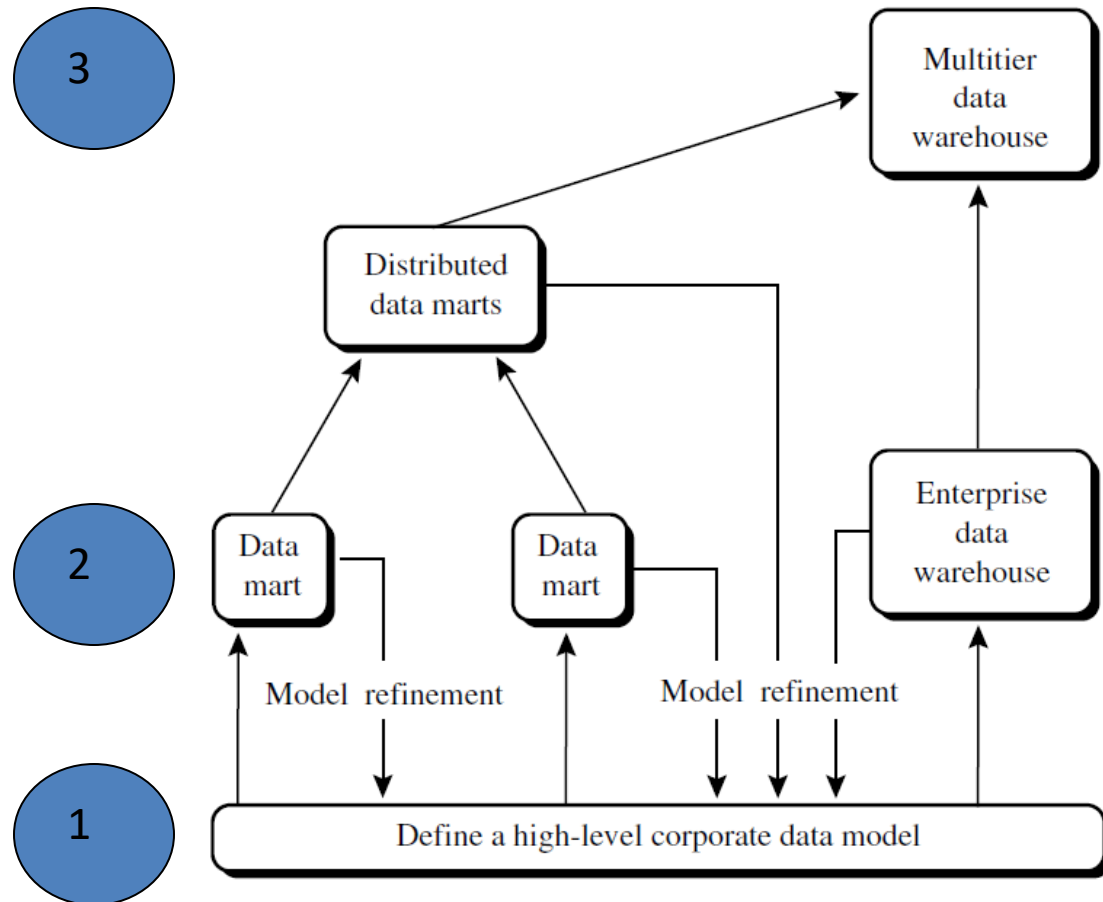 3
Multitier
data
warehouse
Distributed
data marts
2
Data
mart
Data
mart
Enterprise
data
warehouse
Model refinement
Model refinement
1
Define a high-level corporate data model